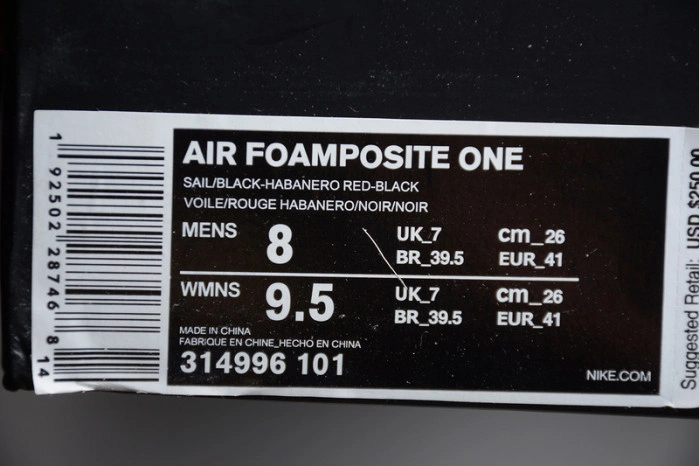 AIR FOAMPOSITE ONE
SAIL/BLACK-HABANERO RED-BLACK
VOILE/ROUGE HABANERO/NOIR/NOIR
MENS 8 UK_7 cm_26
BR_39.5 EUR_41
WMNS 9.5 UK_7 cm_26
BR_39.5 EUR_41
MADE IN CHINA
FABRIQUE EN CHINE_HECHO EN CHINA
314996 101
NIKE.COM
1 92502 28746 8 14
Suggested Retail: USD $250.00